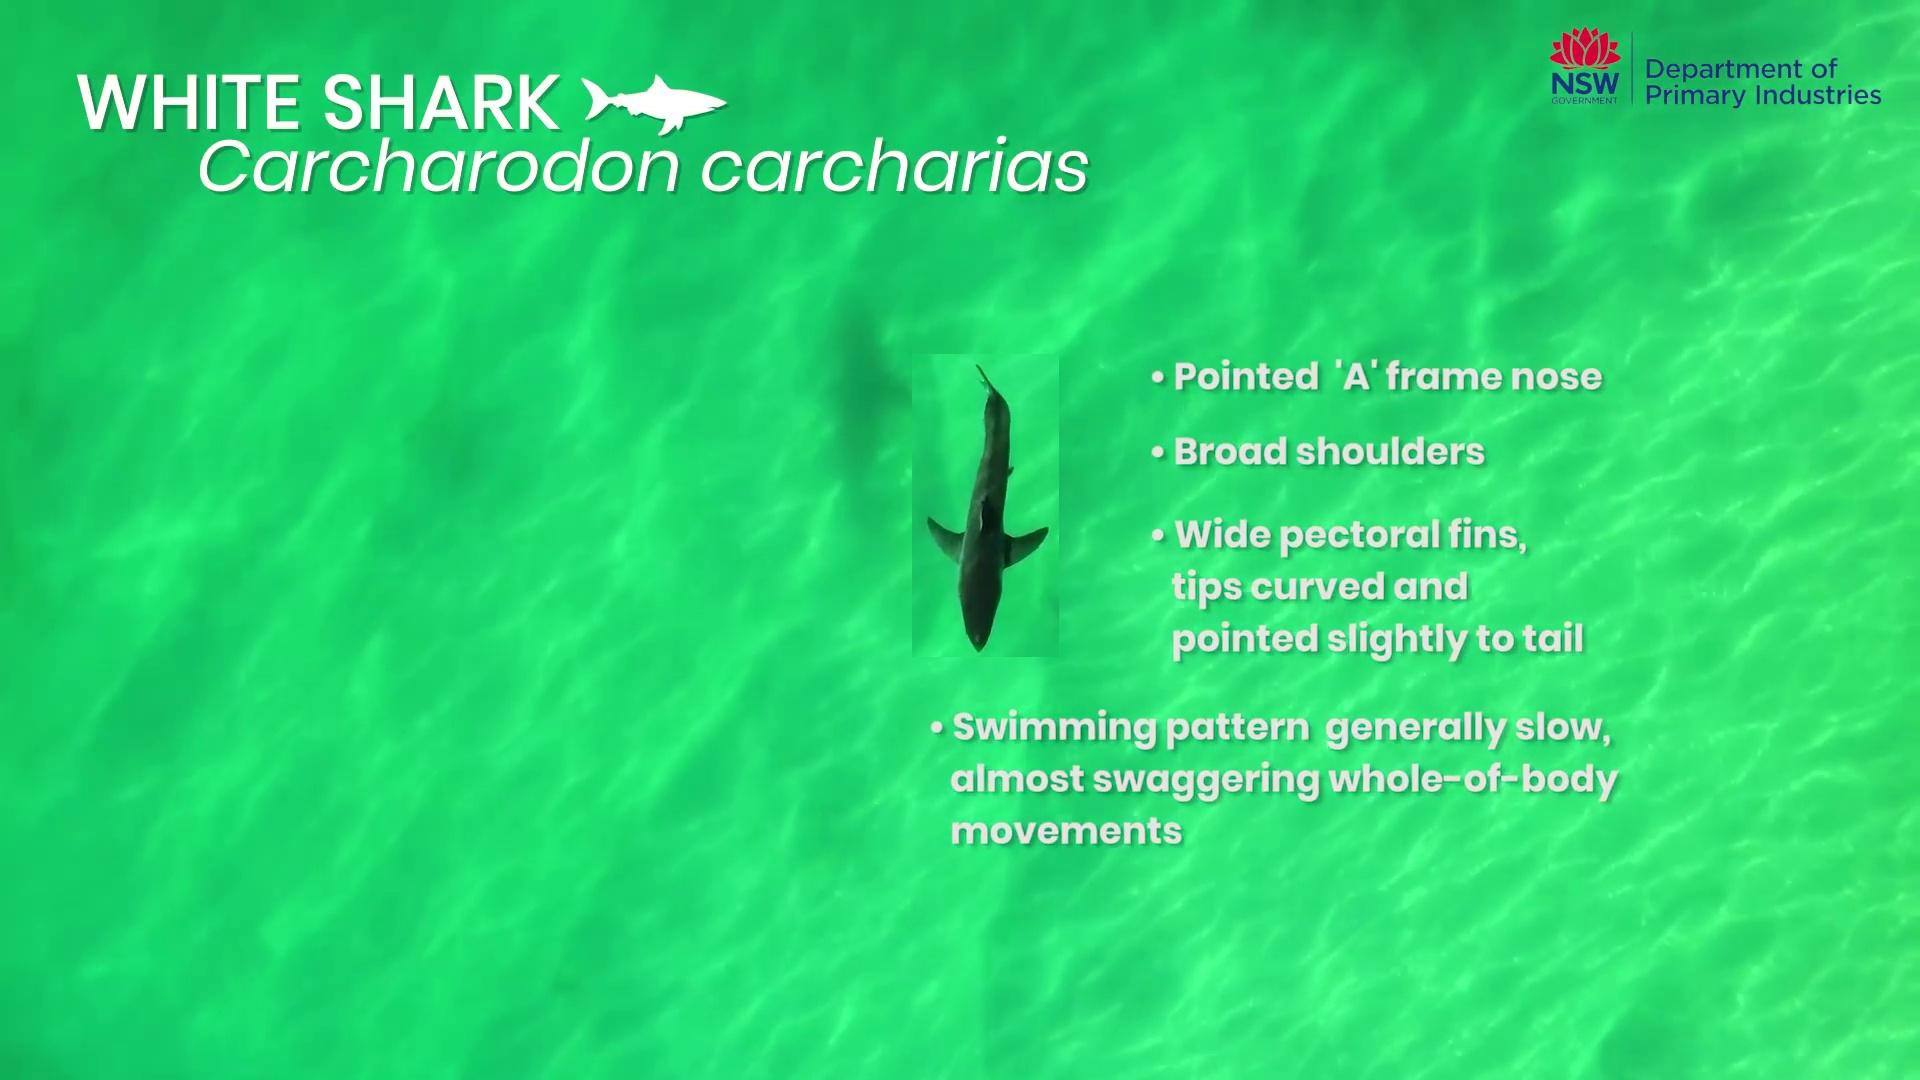 WHITE SHARK
Carcharodon carcharias
NSW
GOVERNMENT
Department of
Primary Industries
• Pointed 'A' frame nose
• Broad shoulders
• Wide pectoral fins,
tips curved and
pointed slightly to tail
• Swimming pattern generally slow,
almost swaggering whole-of-body
movements